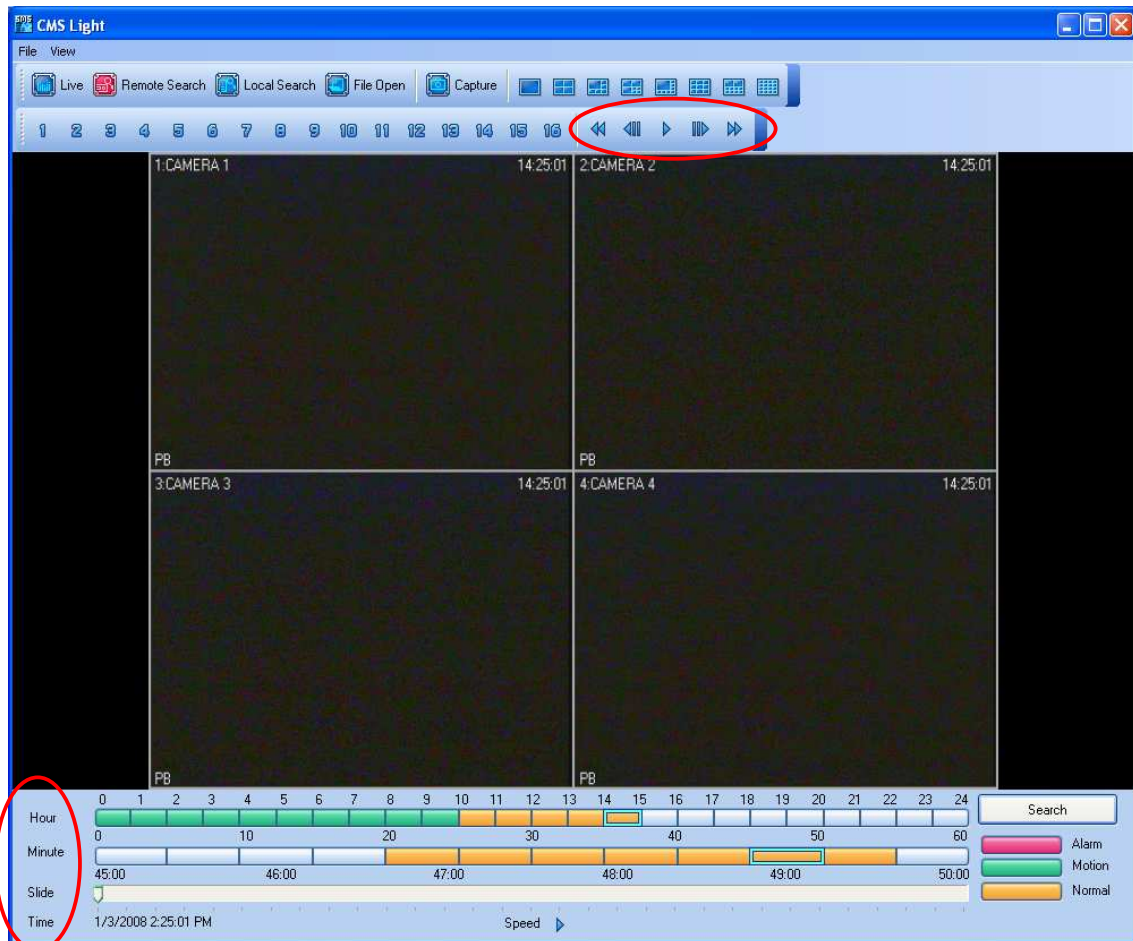 SMS CMS Light
File View
Live Remote Search Local Search File Open Capture
1 2 3 4 5 6 7 8 9 10 11 12 13 14 15 16
1:CAMERA 1 14:25:01 2:CAMERA 2 14:25:01
PB PB
3:CAMERA 3 14:25:01 4:CAMERA 4 14:25:01
PB PB
0 1 2 3 4 5 6 7 8 9 10 11 12 13 14 15 16 17 18 19 20 21 22 23 24
Hour Search
0 10 20 30 40 50 60
Minute Alarm
45:00 46:00 47:00 48:00 49:00 50:00
Motion
Slide Normal
Time 1/3/2008 2:25:01 PM Speed